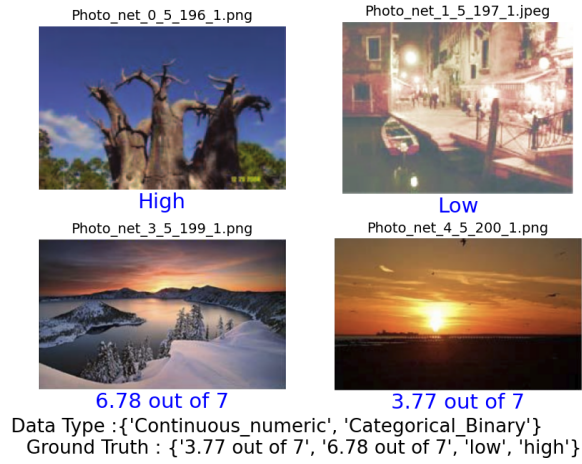 Photo_net_0_5_196_1.png
Photo_net_1_5_197_1.jpeg
High
Low
Photo_net_3_5_199_1.png
Photo_net_4_5_200_1.png
6.78 out of 7
3.77 out of 7
Data Type :{'Continuous_numeric', 'Categorical_Binary'}
Ground Truth : {'3.77 out of 7', '6.78 out of 7', 'low', 'high'}